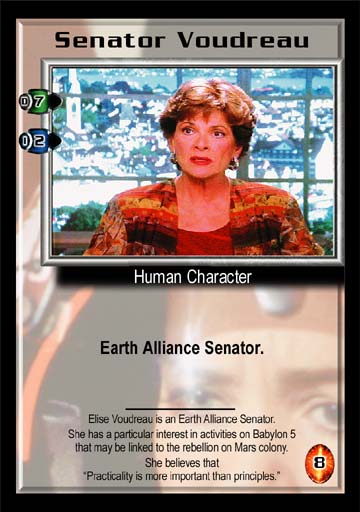 Senator Voudreau
7
2
Human Character
Earth Alliance Senator.
Elise Voudreau is an Earth Alliance Senator.
She has a particular interest in activities on Babylon 5
that may be linked to the rebellion on Mars colony.
She believes that
“Practicality is more important than principles.”
8